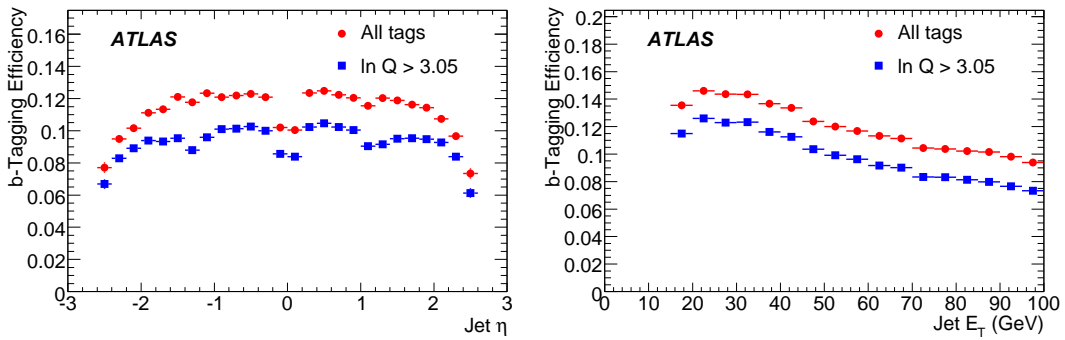 b-Tagging Efficiency
0.16
0.14
0.12
0.1
0.08
0.06
0.04
0.02
0
ATLAS
All tags
ln Q > 3.05
-3 -2 -1 0 1 2 3
Jet η
b-Tagging Efficiency
0.2
0.18
0.16
0.14
0.12
0.1
0.08
0.06
0.04
0.02
0
ATLAS
All tags
ln Q > 3.05
0 10 20 30 40 50 60 70 80 90 100
Jet E_T (GeV)